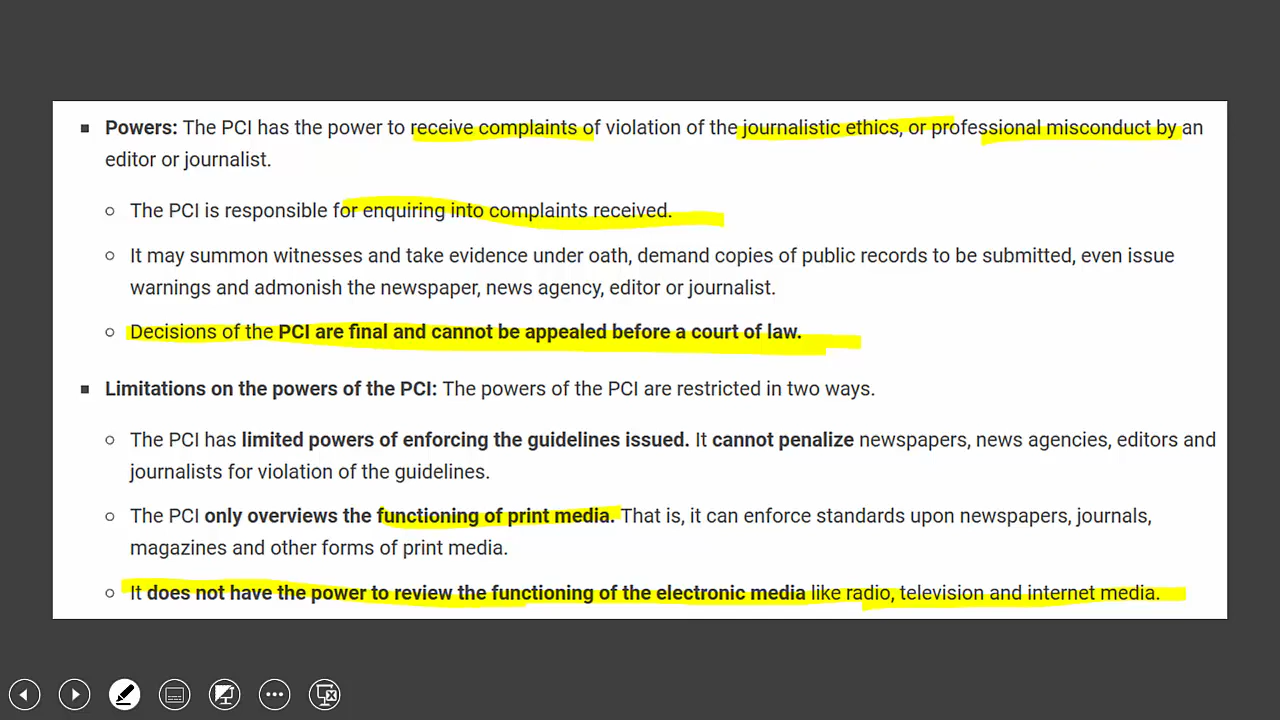 ▪ Powers: The PCI has the power to receive complaints of violation of the journalistic ethics, or professional misconduct by an
editor or journalist.
○ The PCI is responsible for enquiring into complaints received.
○ It may summon witnesses and take evidence under oath, demand copies of public records to be submitted, even issue
warnings and admonish the newspaper, news agency, editor or journalist.
○ Decisions of the PCI are final and cannot be appealed before a court of law.
▪ Limitations on the powers of the PCI: The powers of the PCI are restricted in two ways.
○ The PCI has limited powers of enforcing the guidelines issued. It cannot penalize newspapers, news agencies, editors and
journalists for violation of the guidelines.
○ The PCI only overviews the functioning of print media. That is, it can enforce standards upon newspapers, journals,
magazines and other forms of print media.
○ It does not have the power to review the functioning of the electronic media like radio, television and internet media.